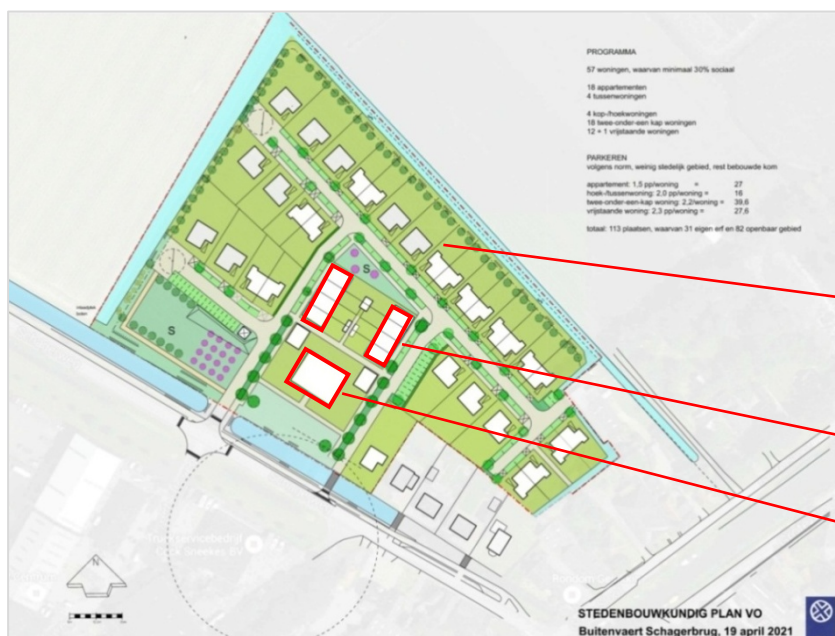 PROGRAMMA
57 woningen, waarvan minimaal 30% sociaal
18 appartementen
4 tussenwoningen
4 kop-/hoekwoningen
18 twee-onder-een kap woningen
12 + 1 vrijstaande woningen
PARKEREN
volgens norm, weinig stedelijk gebied, rest bebouwde kom
appartement: 1,5 pp/woning = 27
hoek-/tussenwoning: 2,0 pp/woning = 16
twee-onder-een-kap woning: 2,2/woning = 39,6
vrijstaande woning: 2,3 pp/woning = 27,6
totaal: 113 plaatsen, waarvan 31 eigen erf en 82 openbaar gebied
S
S
N
STEDENBOUWKUNDIG PLAN VO
Buitenvaert Schagerbrug, 19 april 2021